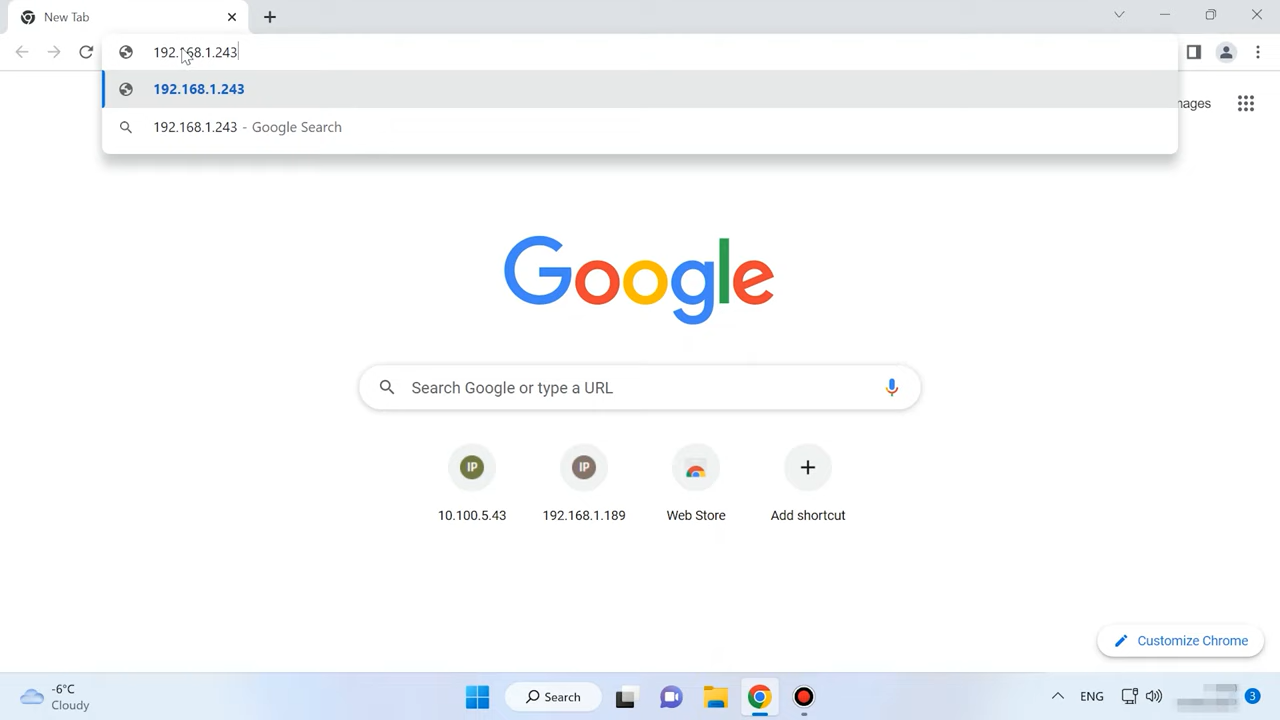 New Tab
192.168.1.243
192.168.1.243
192.168.1.243 - Google Search
mages
Google
Search Google or type a URL
IP
IP
10.100.5.43
192.168.1.189
Web Store
Add shortcut
Customize Chrome
-6°C
Cloudy
Search
ENG
3